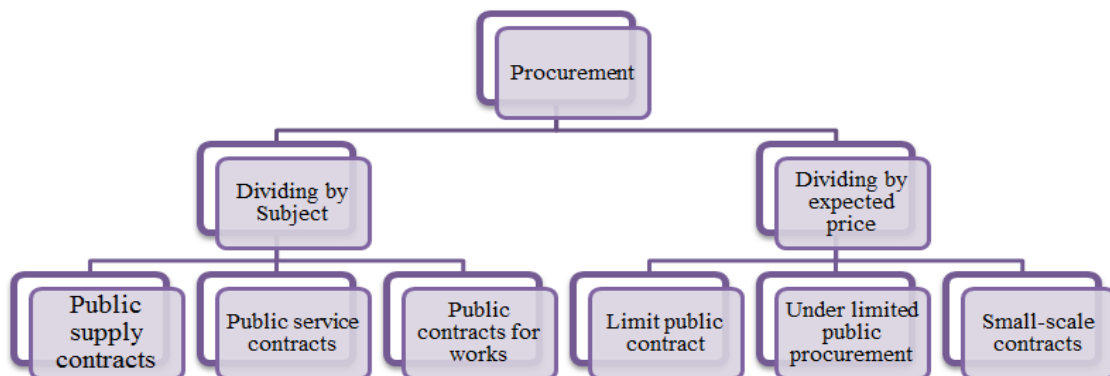 Procurement
Dividing by
Subject
Dividing by
expected
price
Public
supply
contracts
Public service
contracts
Public
contracts for
works
Limit public
contract
Under limited
public
procurement
Small-scale
contracts